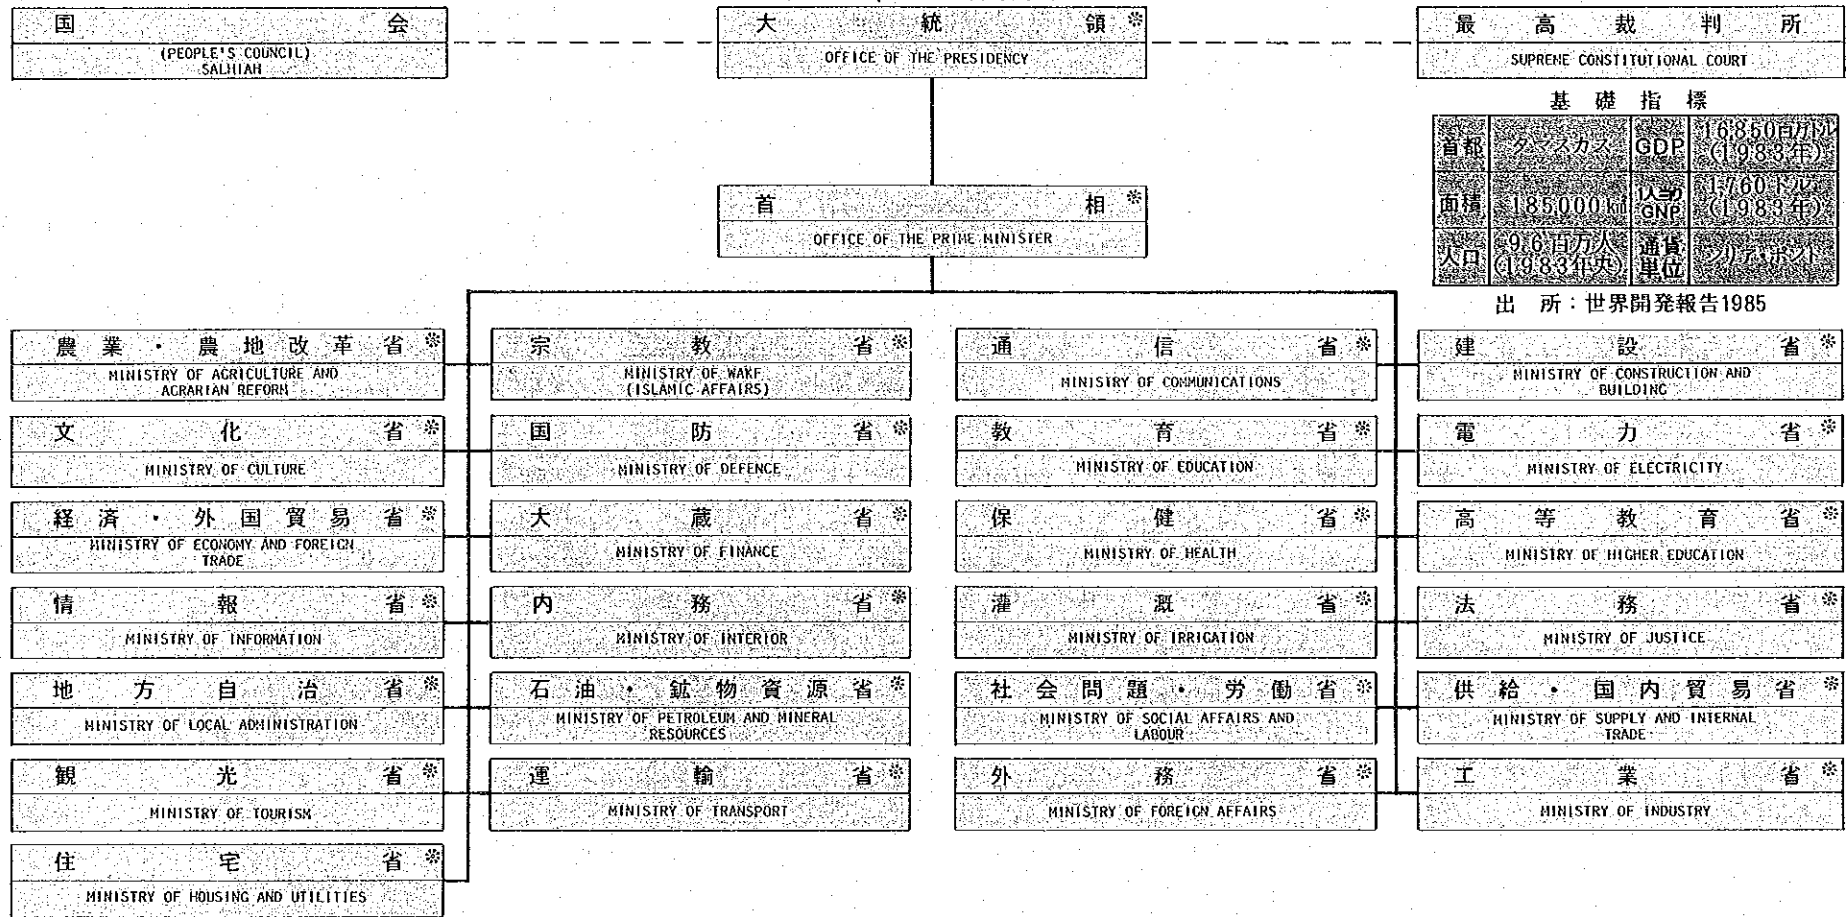 国会
(PEOPLE'S COUNCIL)
SALHIAH
大統領※
OFFICE OF THE PRESIDENCY
最高裁判所
SUPREME CONSTITUTIONAL COURT
基礎指標
首都 ダマスカス GDP 16850百万ドル (1983年)
面積 185000㎢ 1人当り GNP 1760ドル (1983年)
人口 9.6百万人 (1983年央) 通貨単位 シリア・ポンド
出所:世界開発報告1985
首相※
OFFICE OF THE PRIME MINISTER
農業・農地改革省※
MINISTRY OF AGRICULTURE AND
AGRARIAN REFORM
宗教省※
MINISTRY OF WAKF
(ISLAMIC AFFAIRS)
通信省※
MINISTRY OF COMMUNICATIONS
建設省※
MINISTRY OF CONSTRUCTION AND
BUILDING
文化省※
MINISTRY OF CULTURE
国防省※
MINISTRY OF DEFENCE
教育省※
MINISTRY OF EDUCATION
電力省※
MINISTRY OF ELECTRICITY
経済・外国貿易省※
MINISTRY OF ECONOMY AND FOREIGN
TRADE
大蔵省※
MINISTRY OF FINANCE
保健省※
MINISTRY OF HEALTH
高等教育省※
MINISTRY OF HIGHER EDUCATION
情報省※
MINISTRY OF INFORMATION
内務省※
MINISTRY OF INTERIOR
灌漑省※
MINISTRY OF IRRIGATION
法務省※
MINISTRY OF JUSTICE
地方自治省※
MINISTRY OF LOCAL ADMINISTRATION
石油・鉱物資源省※
MINISTRY OF PETROLEUM AND MINERAL
RESOURCES
社会問題・労働省※
MINISTRY OF SOCIAL AFFAIRS AND
LABOUR
供給・国内貿易省※
MINISTRY OF SUPPLY AND INTERNAL
TRADE
観光省※
MINISTRY OF TOURISM
運輸省※
MINISTRY OF TRANSPORT
外務省※
MINISTRY OF FOREIGN AFFAIRS
工業省※
MINISTRY OF INDUSTRY
住宅省※
MINISTRY OF HOUSING AND UTILITIES